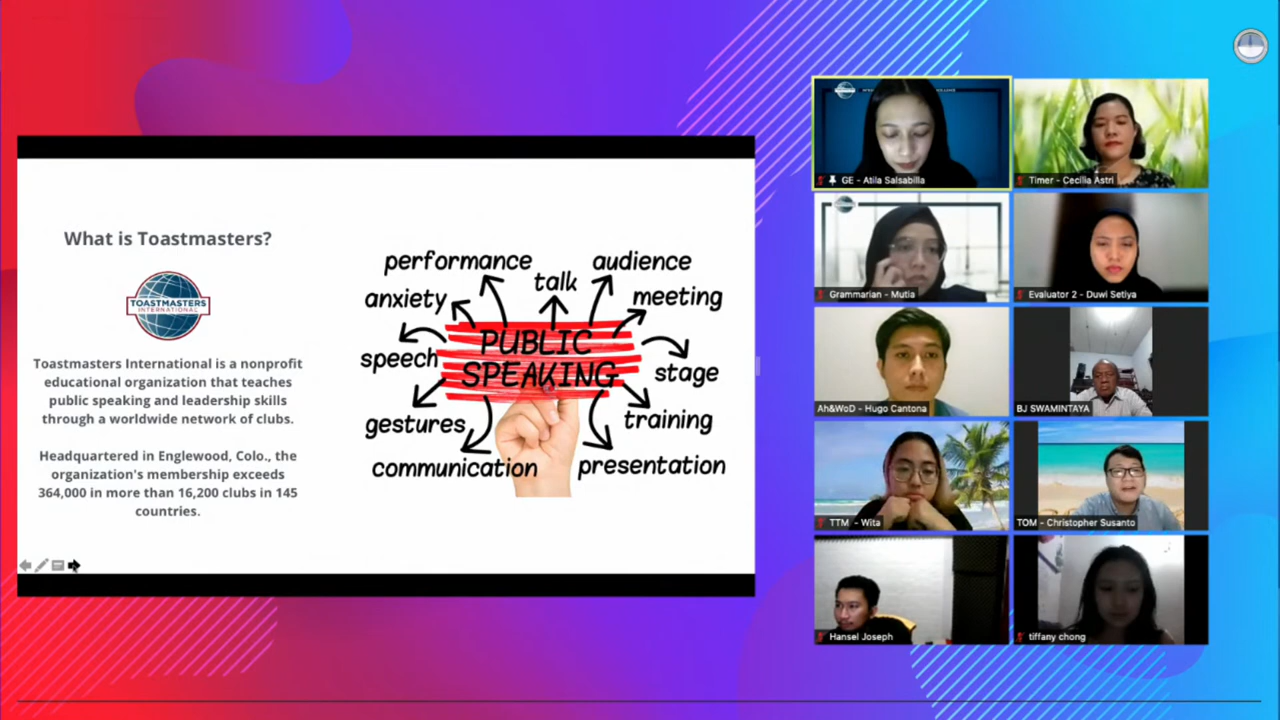 What is Toastmasters?
TOASTMASTERS
INTERNATIONAL
Toastmasters International is a nonprofit
educational organization that teaches
public speaking and leadership skills
through a worldwide network of clubs.
Headquartered in Englewood, Colo., the
organization's membership exceeds
364,000 in more than 16,200 clubs in 145
countries.
performance
talk
audience
anxiety
meeting
PUBLIC
SPEAKING
speech
stage
gestures
training
communication
presentation
GE - Atila Salsabilla
Timer - Cecilia Astri
Grammarian - Mutia
Evaluator 2 - Duwi Setiya
Ah&WoD - Hugo Cantona
BJ SWAMINTAYA
TTM - Wita
TOM - Christopher Susanto
Hansel Joseph
tiffany chong